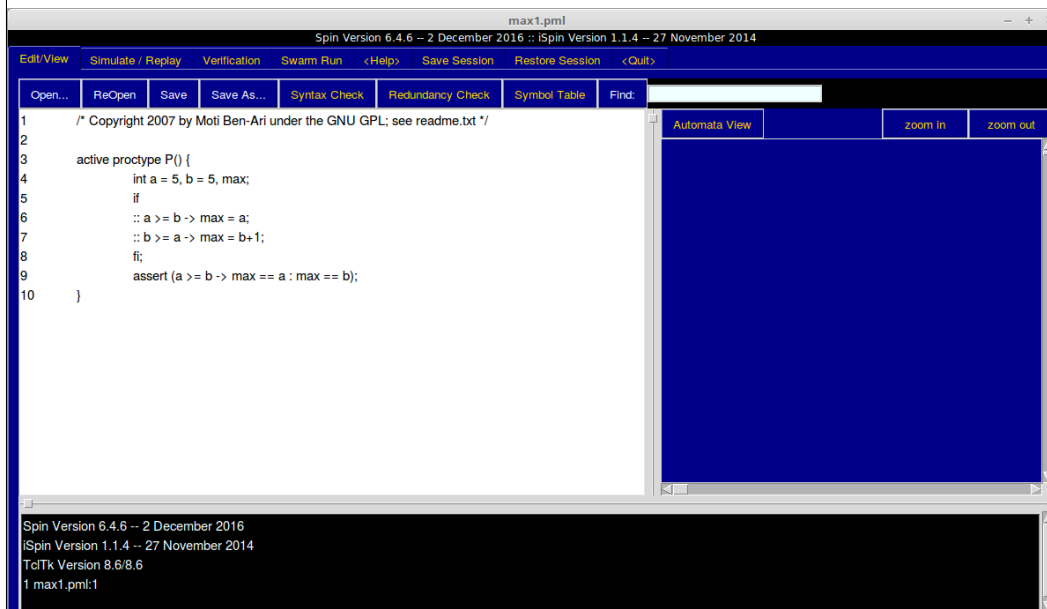 max1.pml
Spin Version 6.4.6 -- 2 December 2016 :: iSpin Version 1.1.4 -- 27 November 2014
Edit/View Simulate / Replay Verification Swarm Run <Help> Save Session Restore Session <Quit>
Open... ReOpen Save Save As... Syntax Check Redundancy Check Symbol Table Find:
Automata View zoom in zoom out
1 /* Copyright 2007 by Moti Ben-Ari under the GNU GPL; see readme.txt */
2
3 active proctype P() {
4 int a = 5, b = 5, max;
5 if
6 :: a >= b -> max = a;
7 :: b >= a -> max = b+1;
8 fi;
9 assert (a >= b -> max == a : max == b);
10 }
Spin Version 6.4.6 -- 2 December 2016
iSpin Version 1.1.4 -- 27 November 2014
TclTk Version 8.6/8.6
1 max1.pml:1